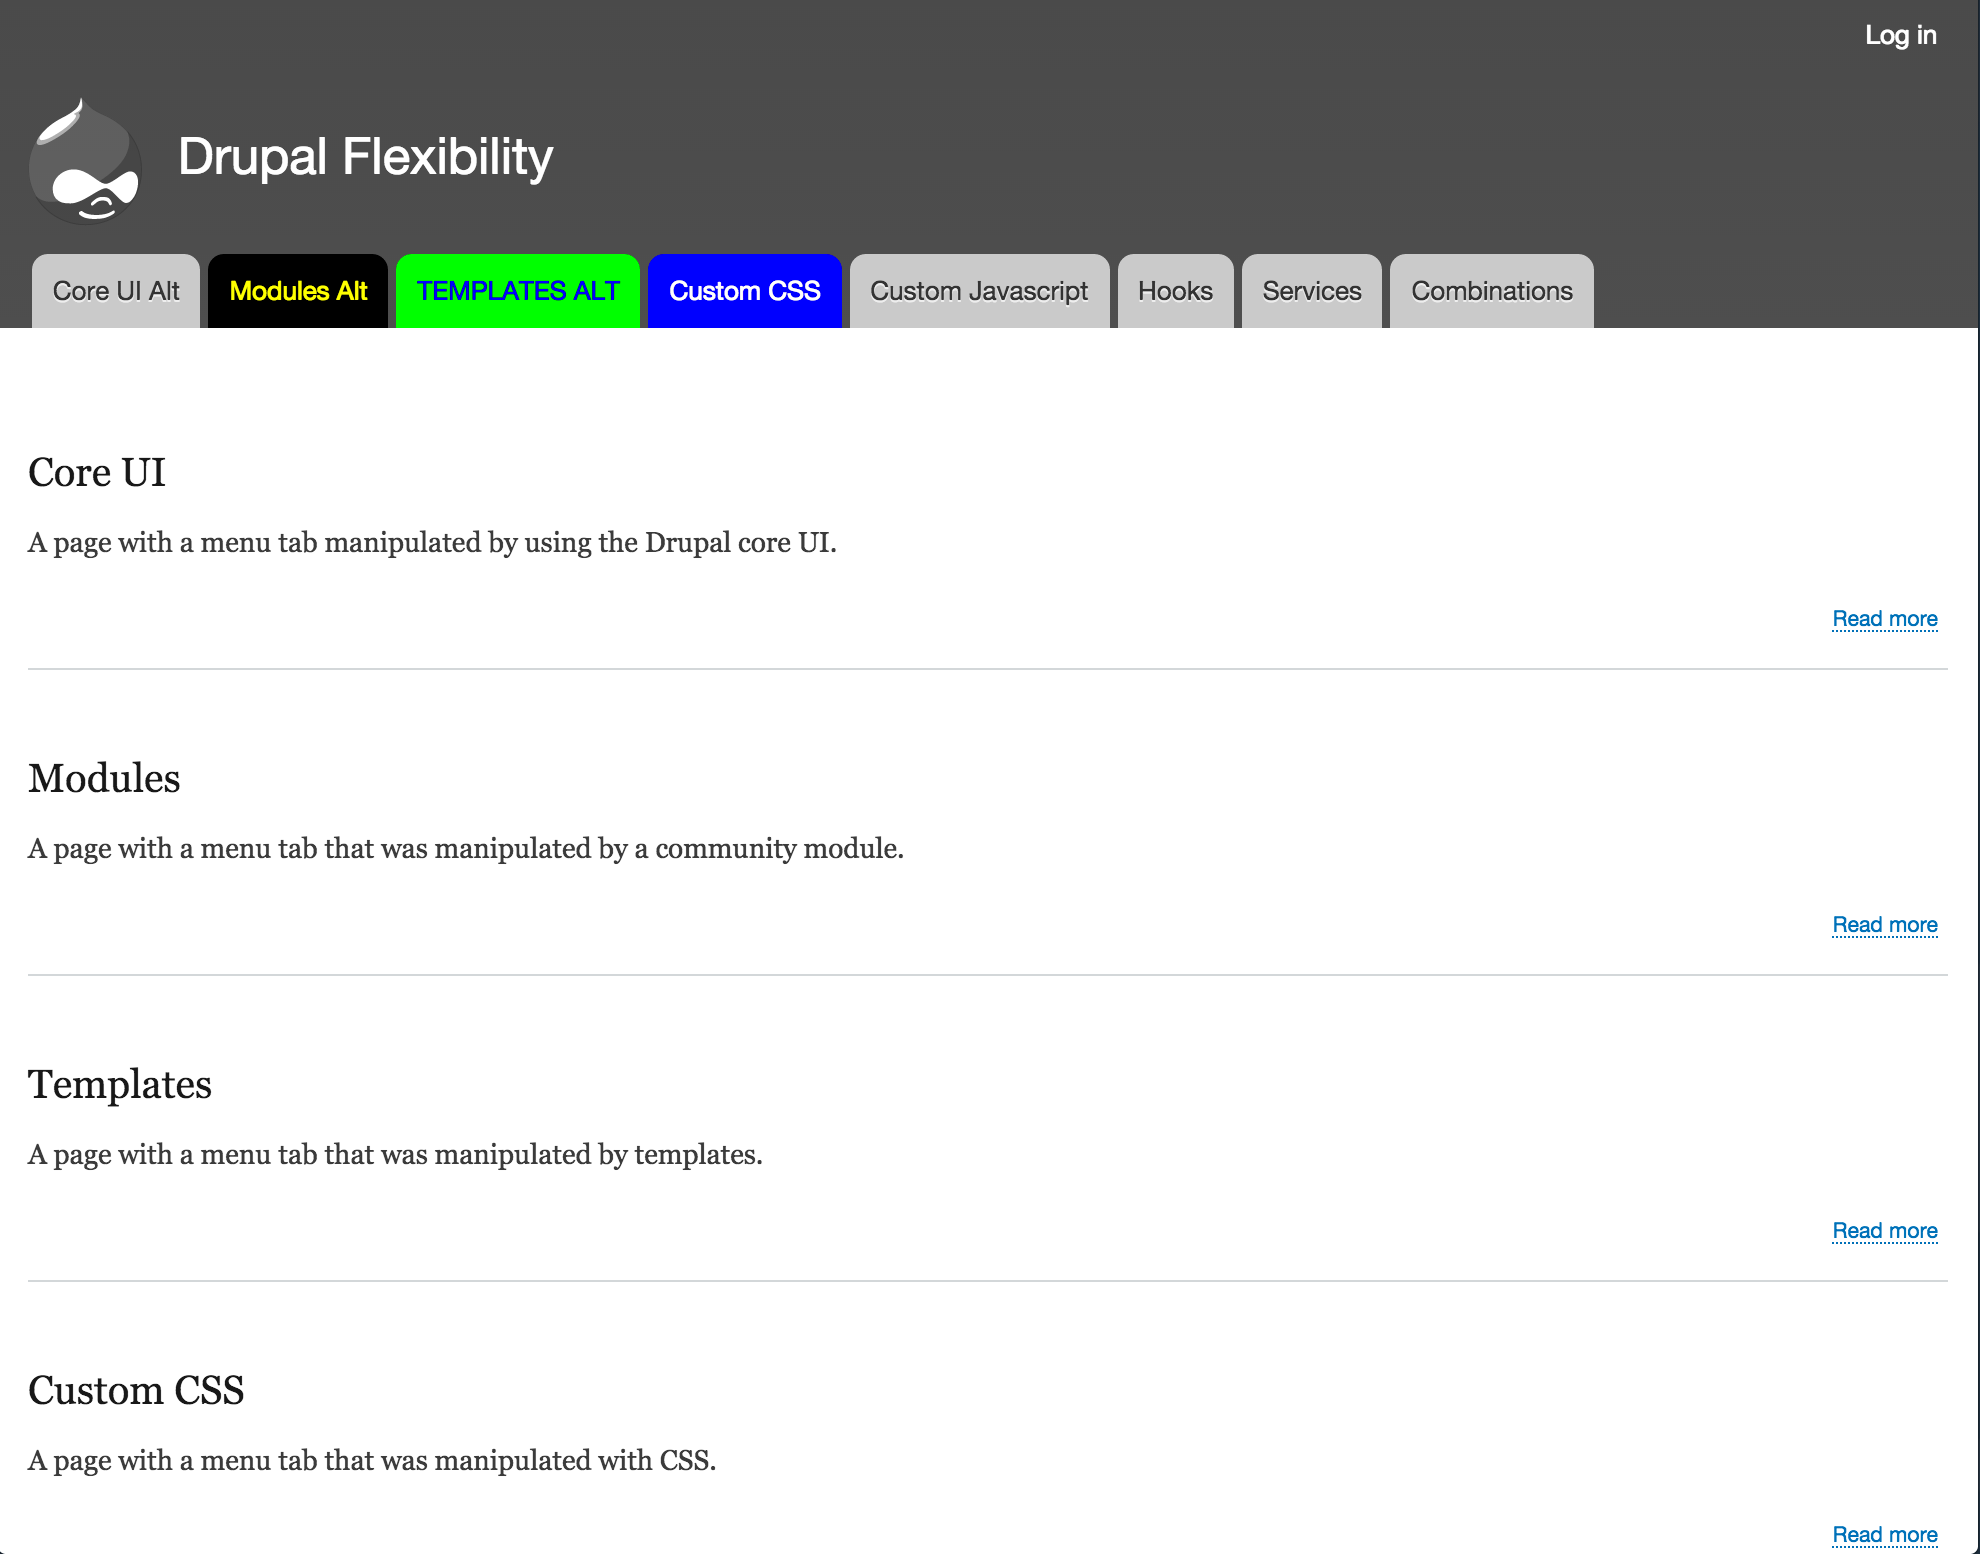 Log in
Drupal Flexibility
Core UI Alt
Modules Alt
TEMPLATES ALT
Custom CSS
Custom Javascript
Hooks
Services
Combinations
Core UI
A page with a menu tab manipulated by using the Drupal core UI.
Read more
Modules
A page with a menu tab that was manipulated by a community module.
Read more
Templates
A page with a menu tab that was manipulated by templates.
Read more
Custom CSS
A page with a menu tab that was manipulated with CSS.
Read more